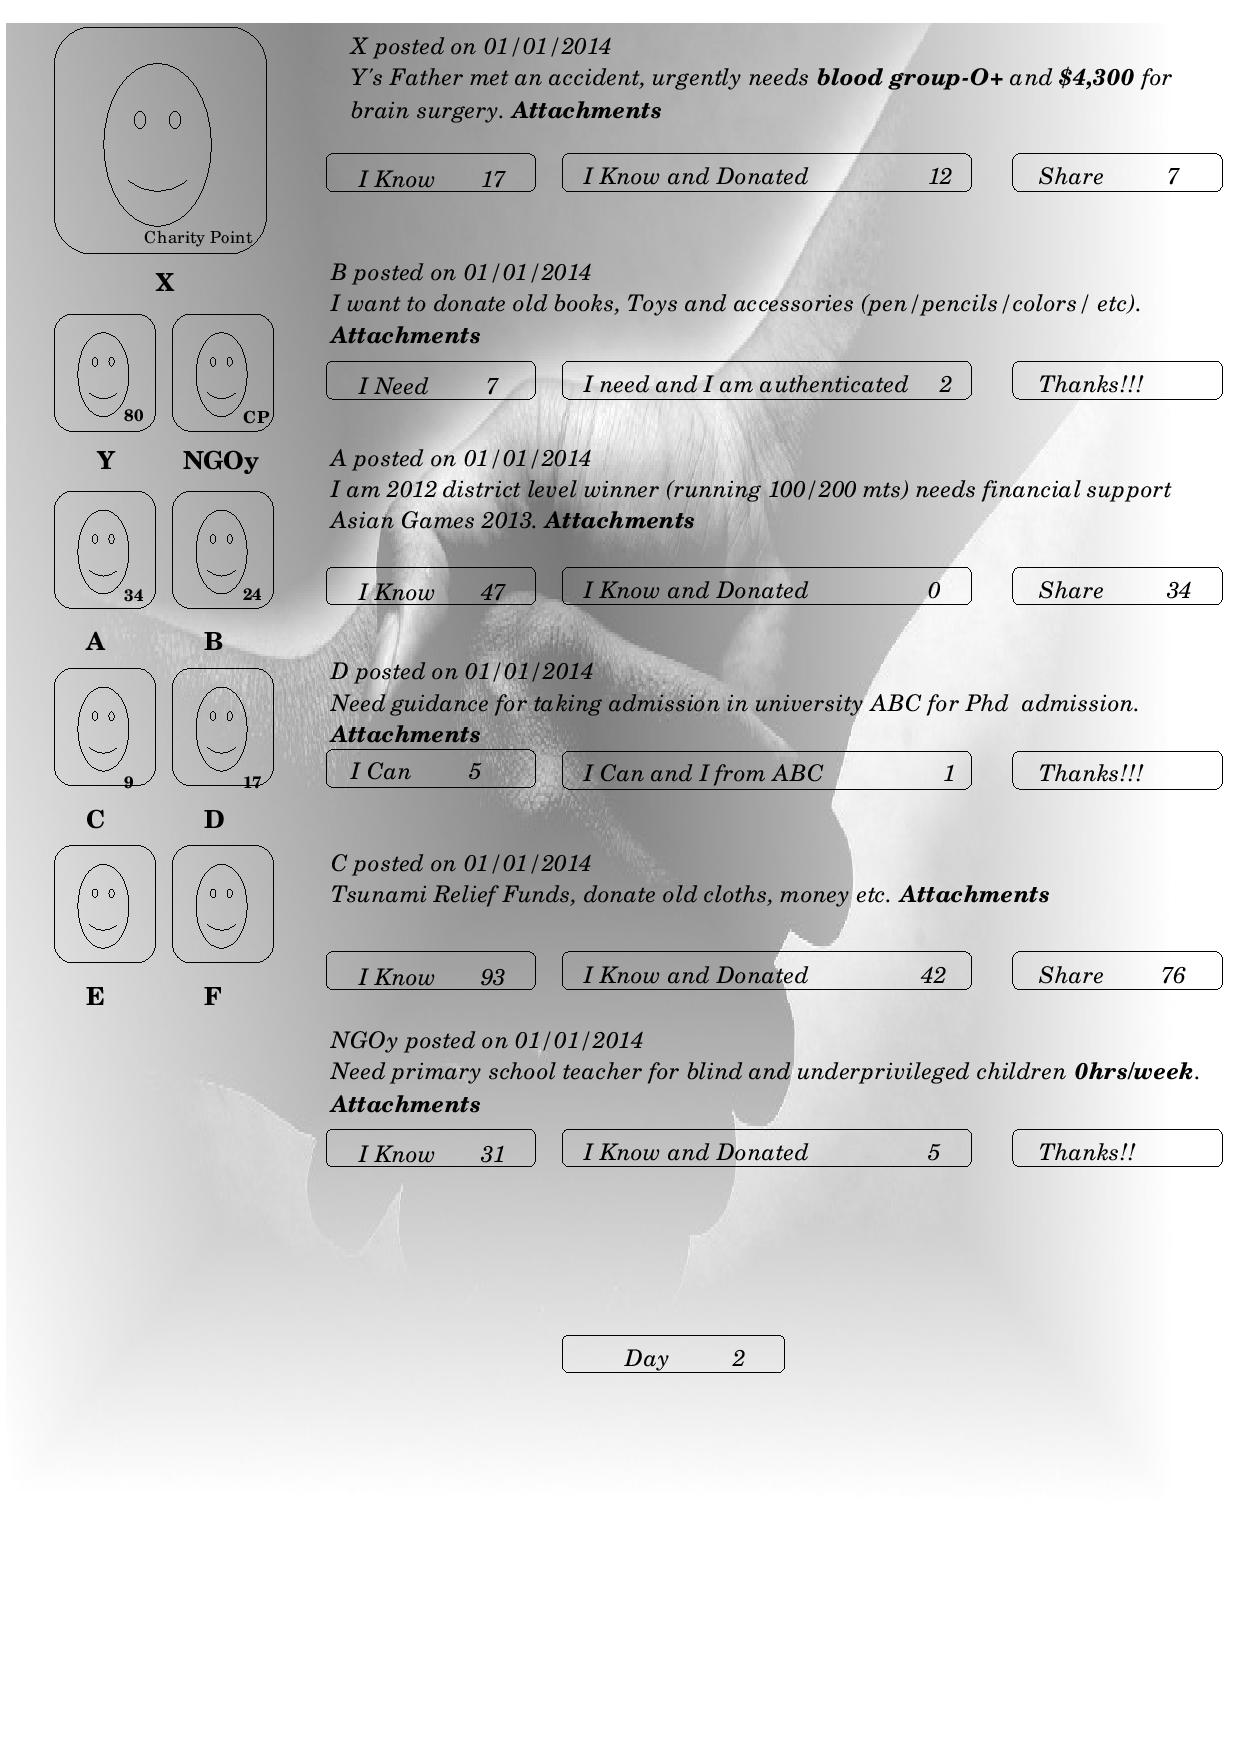 Charity Point
X
80
CP
Y NGOy
34
24
A B
9
17
C D
E F
X posted on 01/01/2014
Y's Father met an accident, urgently needs blood group-O+ and $4,300 for
brain surgery. Attachments
I Know 17 I Know and Donated 12 Share 7
B posted on 01/01/2014
I want to donate old books, Toys and accessories (pen/pencils/colors/ etc).
Attachments
I Need 7 I need and I am authenticated 2 Thanks!!!
A posted on 01/01/2014
I am 2012 district level winner (running 100/200 mts) needs financial support
Asian Games 2013. Attachments
I Know 47 I Know and Donated 0 Share 34
D posted on 01/01/2014
Need guidance for taking admission in university ABC for Phd admission.
Attachments
I Can 5 I Can and I from ABC 1 Thanks!!!
C posted on 01/01/2014
Tsunami Relief Funds, donate old cloths, money etc. Attachments
I Know 93 I Know and Donated 42 Share 76
NGOy posted on 01/01/2014
Need primary school teacher for blind and underprivileged children 0hrs/week.
Attachments
I Know 31 I Know and Donated 5 Thanks!!
Day 2